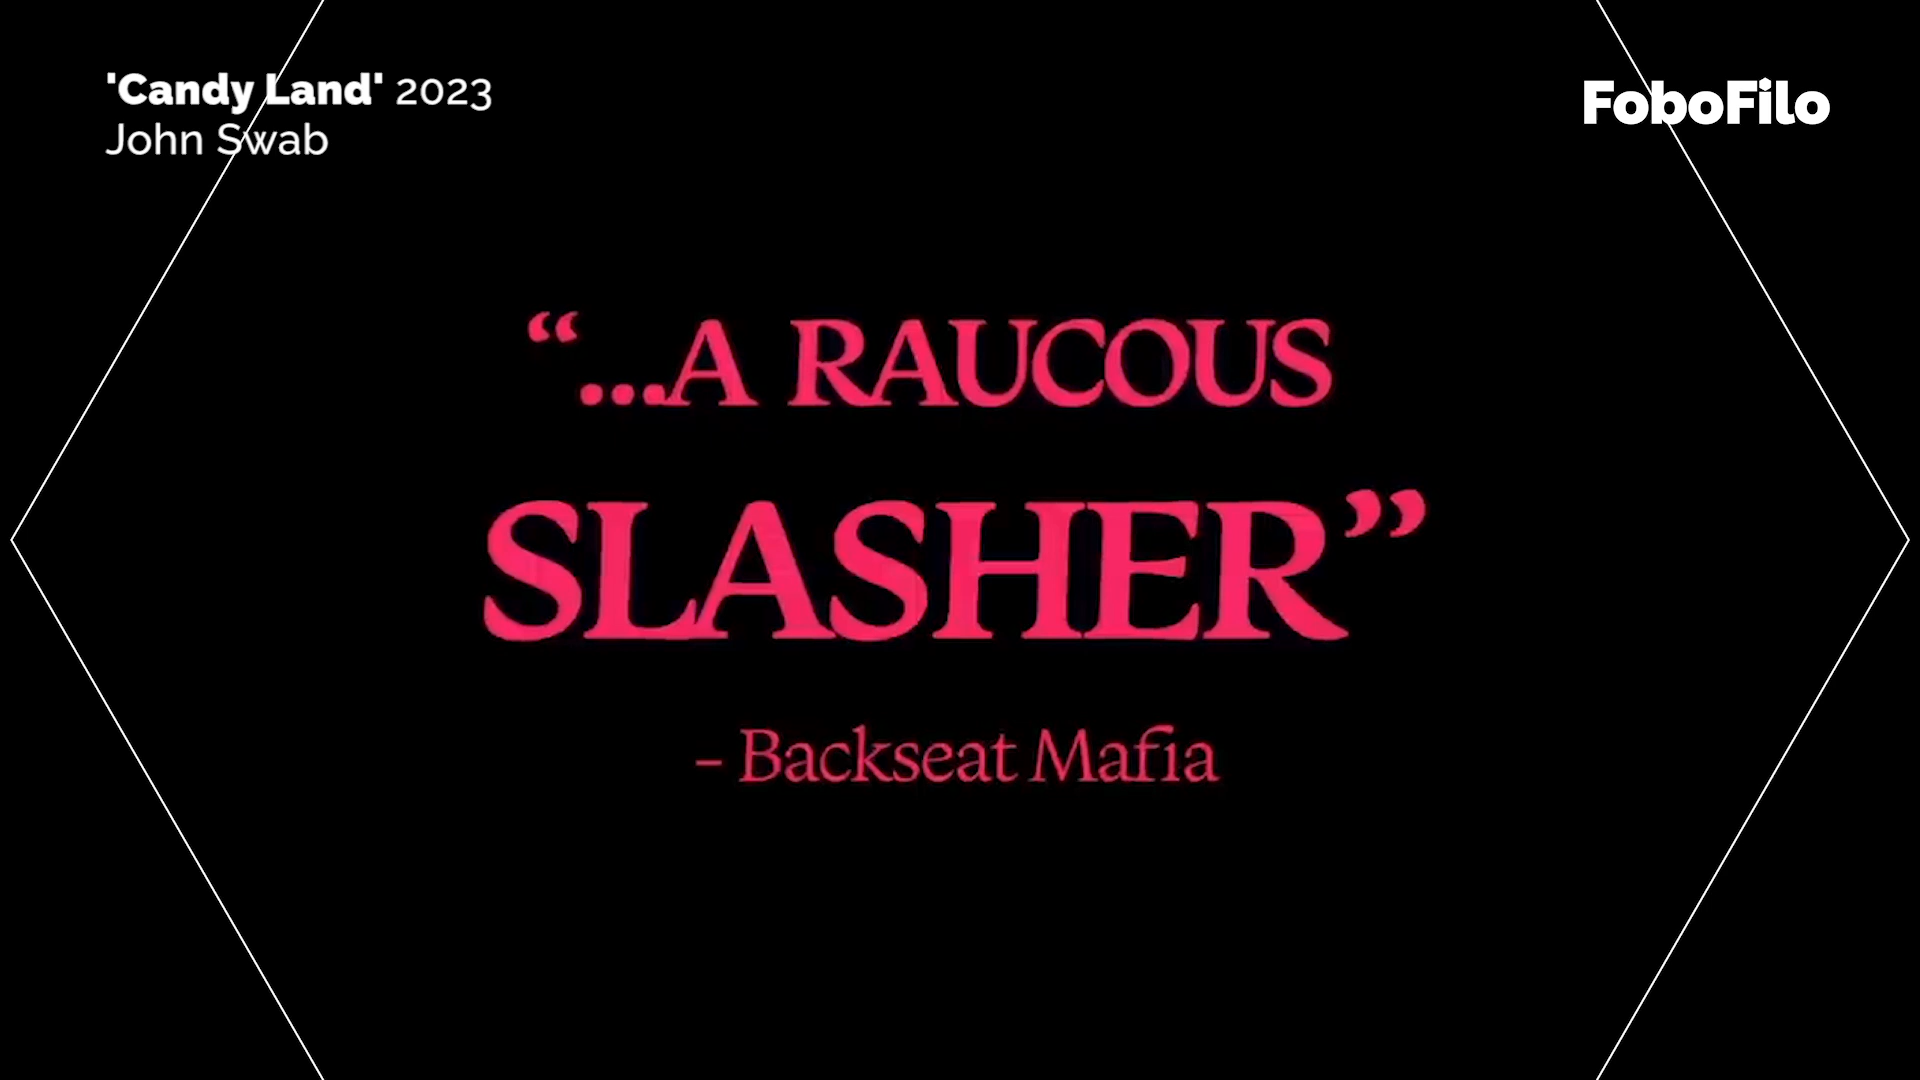 'Candy Land' 2023
John Swab
FoboFilo
“...A RAUCOUS
SLASHER”
– Backseat Mafia